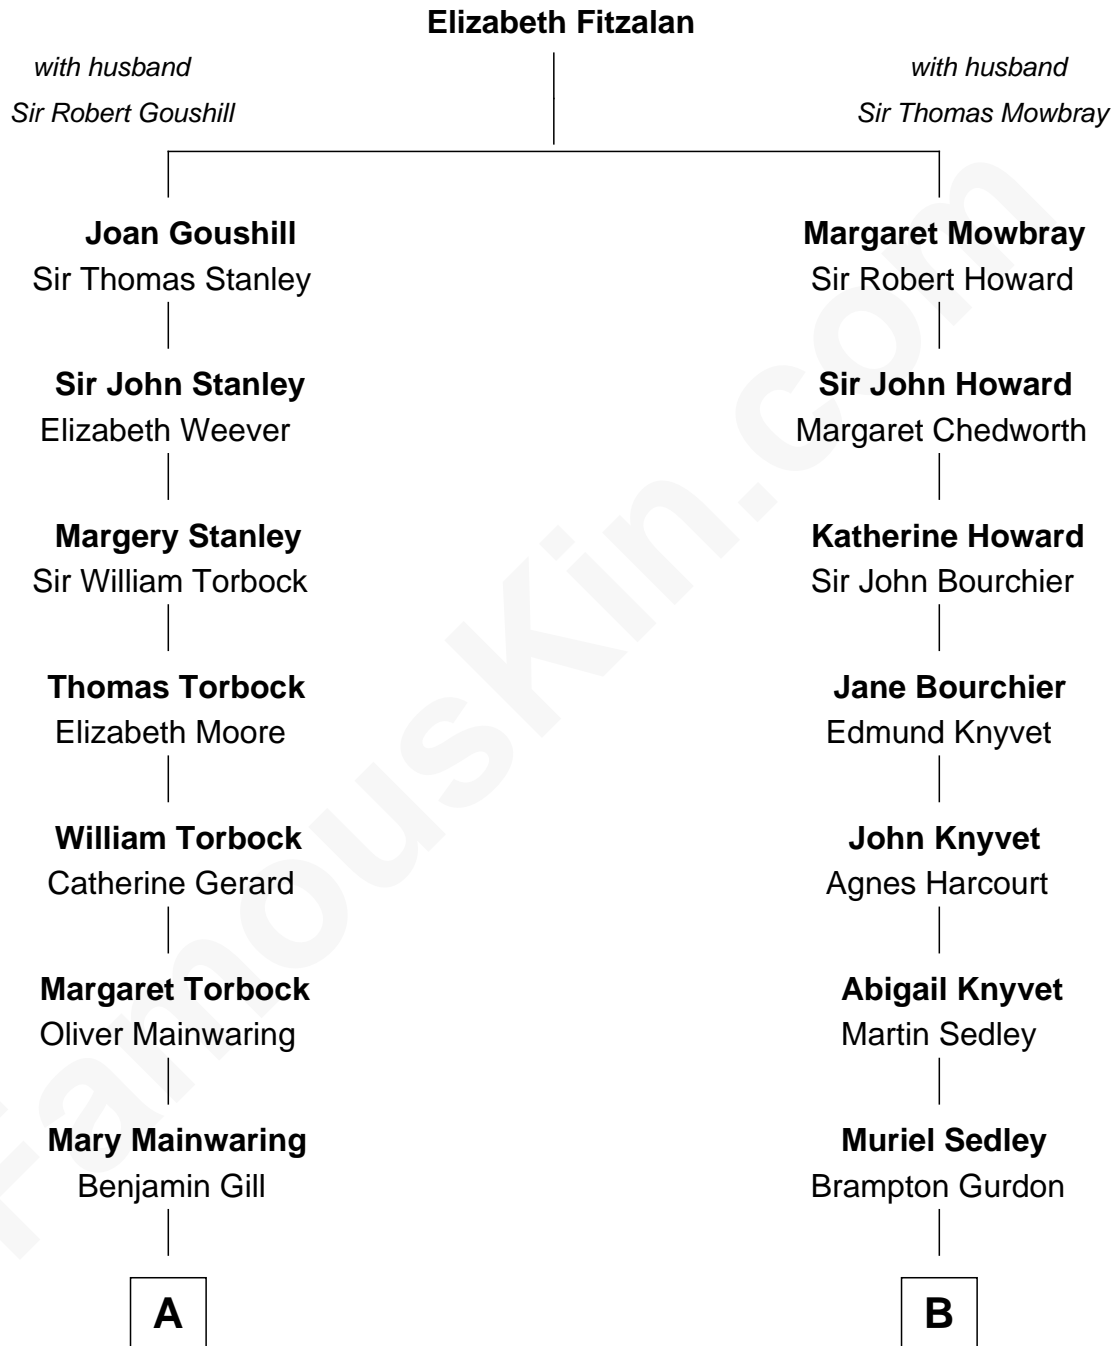 Elizabeth Fitzalan
with husband
Sir Robert Goushill
with husband
Sir Thomas Mowbray
Joan Goushill
Sir Thomas Stanley
Margaret Mowbray
Sir Robert Howard
Sir John Stanley
Elizabeth Weever
Sir John Howard
Margaret Chedworth
Margery Stanley
Sir William Torbock
Katherine Howard
Sir John Bourchier
Thomas Torbock
Elizabeth Moore
Jane Bourchier
Edmund Knyvet
William Torbock
Catherine Gerard
John Knyvet
Agnes Harcourt
Margaret Torbock
Oliver Mainwaring
Abigail Knyvet
Martin Sedley
Mary Mainwaring
Benjamin Gill
Muriel Sedley
Brampton Gurdon
A
B
FamousKin.com